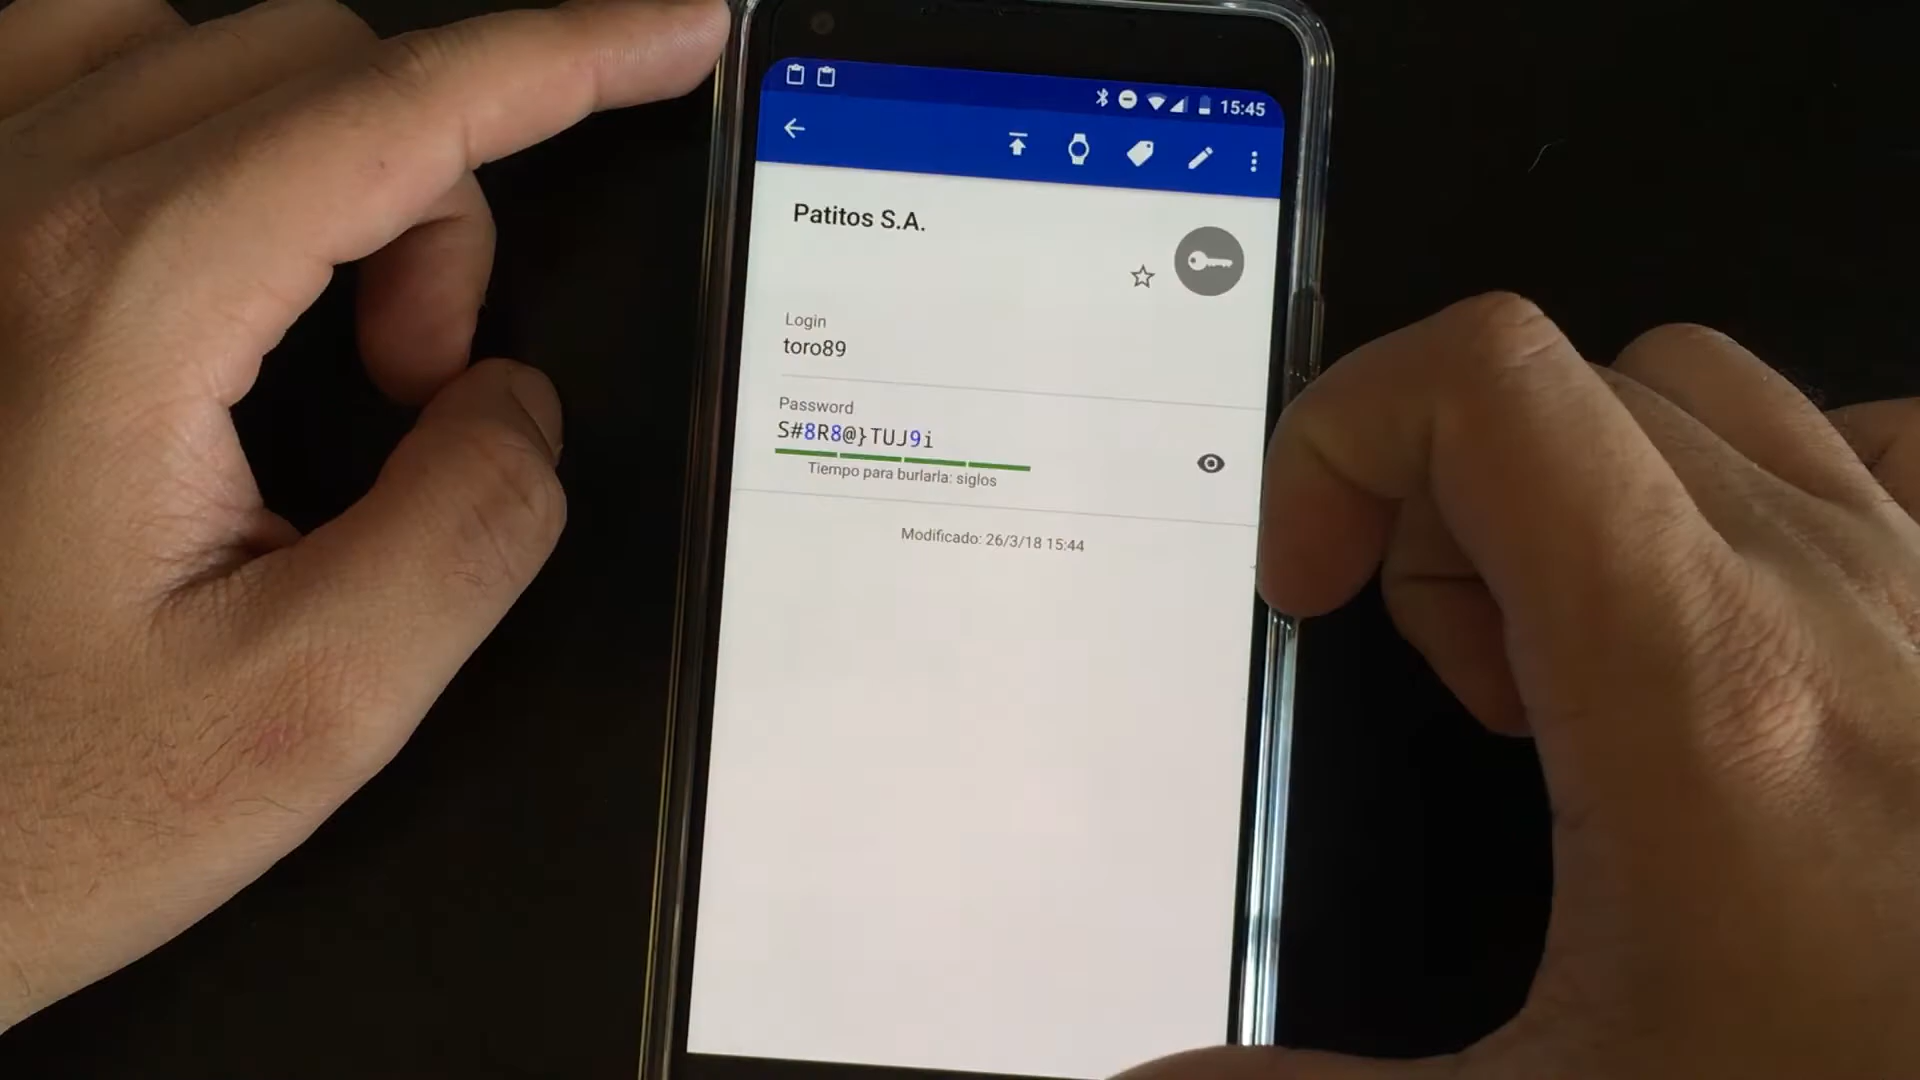 15:45
Patitos S.A.
Login
toro89
Password
S#8R8@}TUJ9i
Tiempo para burlarla: siglos
Modificado: 26/3/18 15:44